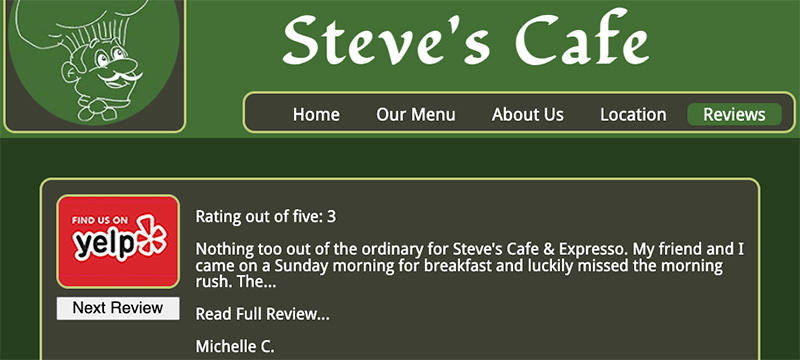 Steve's Cafe
Home Our Menu About Us Location Reviews
FIND US ON
yelp
Next Review
Rating out of five: 3
Nothing too out of the ordinary for Steve's Cafe & Expresso. My friend and I
came on a Sunday morning for breakfast and luckily missed the morning
rush. The...
Read Full Review...
Michelle C.